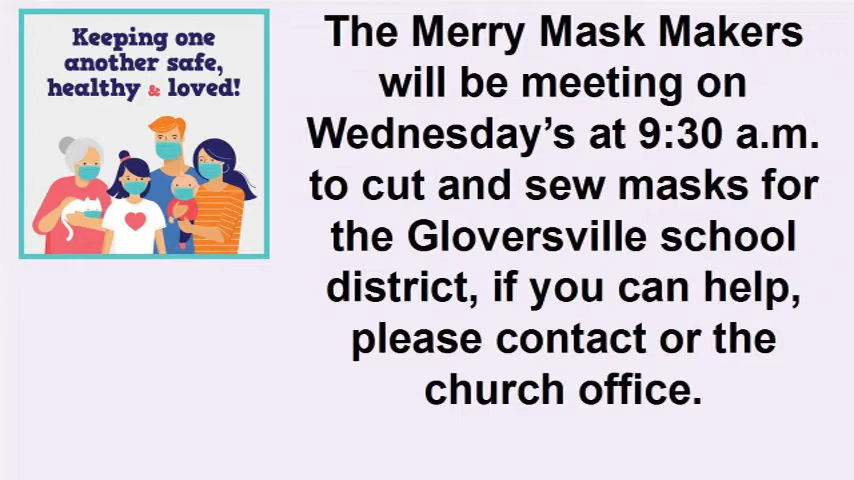 Keeping one
another safe,
healthy & loved!
The Merry Mask Makers
will be meeting on
Wednesday’s at 9:30 a.m.
to cut and sew masks for
the Gloversville school
district, if you can help,
please contact or the
church office.